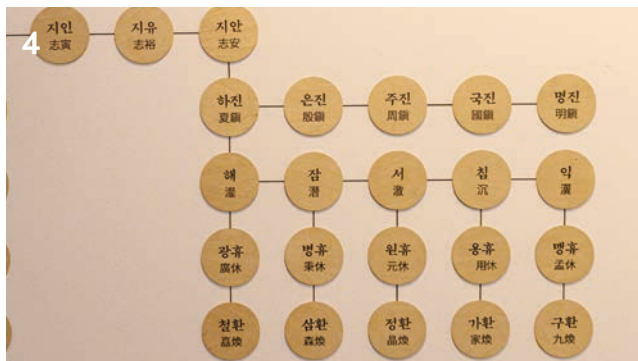 4
지인 지유 지안
志寅 志裕 志安
하진 은진 주진 국진 명진
夏鎭 殷鎭 周鎭 國鎭 明鎭
해 잠 서 침 익
瀣 潛 漵 沉 瀷
광휴 병휴 원휴 용휴 맹휴
廣休 秉休 元休 用休 孟休
철환 삼환 정환 가환 구환
嘉煥 森煥 晶煥 家煥 九煥